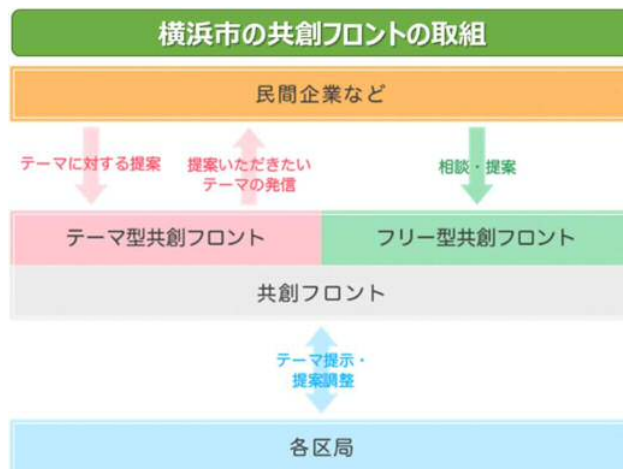 横浜市の共創フロントの取組
民間企業など
テーマに対する提案
提案いただきたい
テーマの発信
相談・提案
テーマ型共創フロント
フリー型共創フロント
共創フロント
テーマ提示・
提案調整
各区局